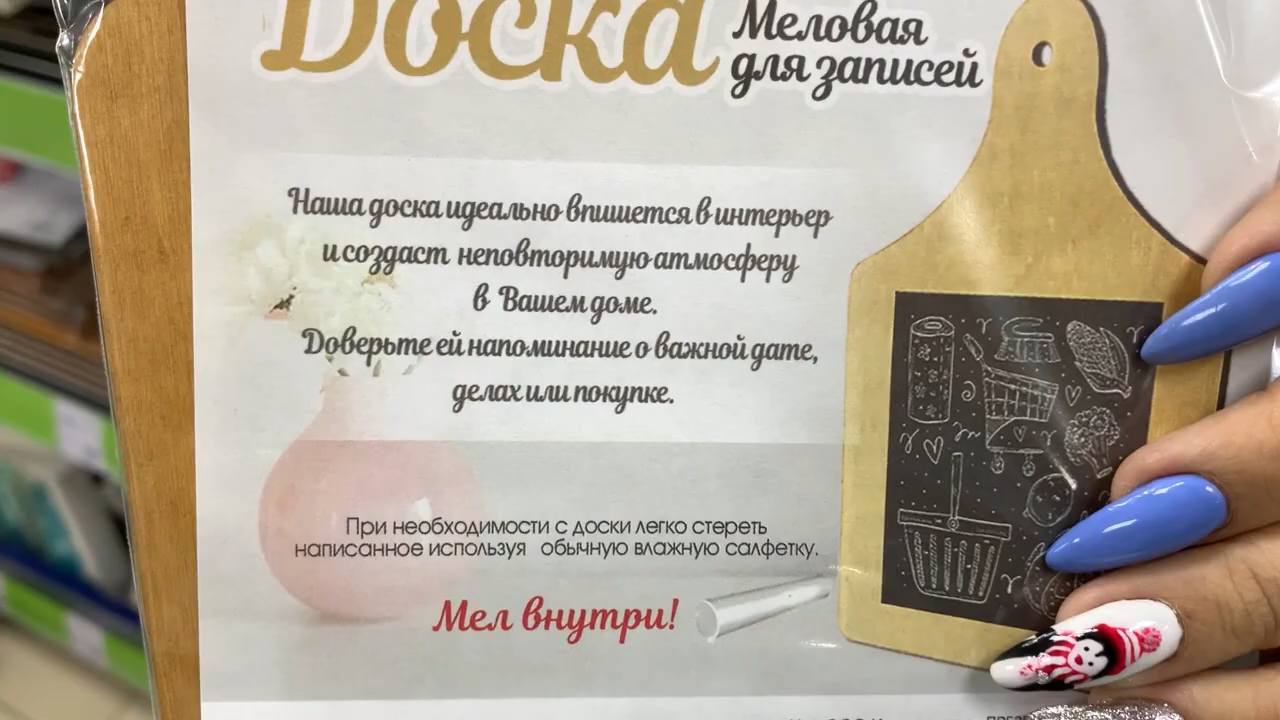 Доска
Меловая
для записей
Наша доска идеально впишется в интерьер
и создаст неповторимую атмосферу
в Вашем доме.
Доверьте ей напоминание о важной дате,
делах или покупке.
При необходимости с доски легко стереть
написанное используя обычную влажную салфетку.
Мел внутри!